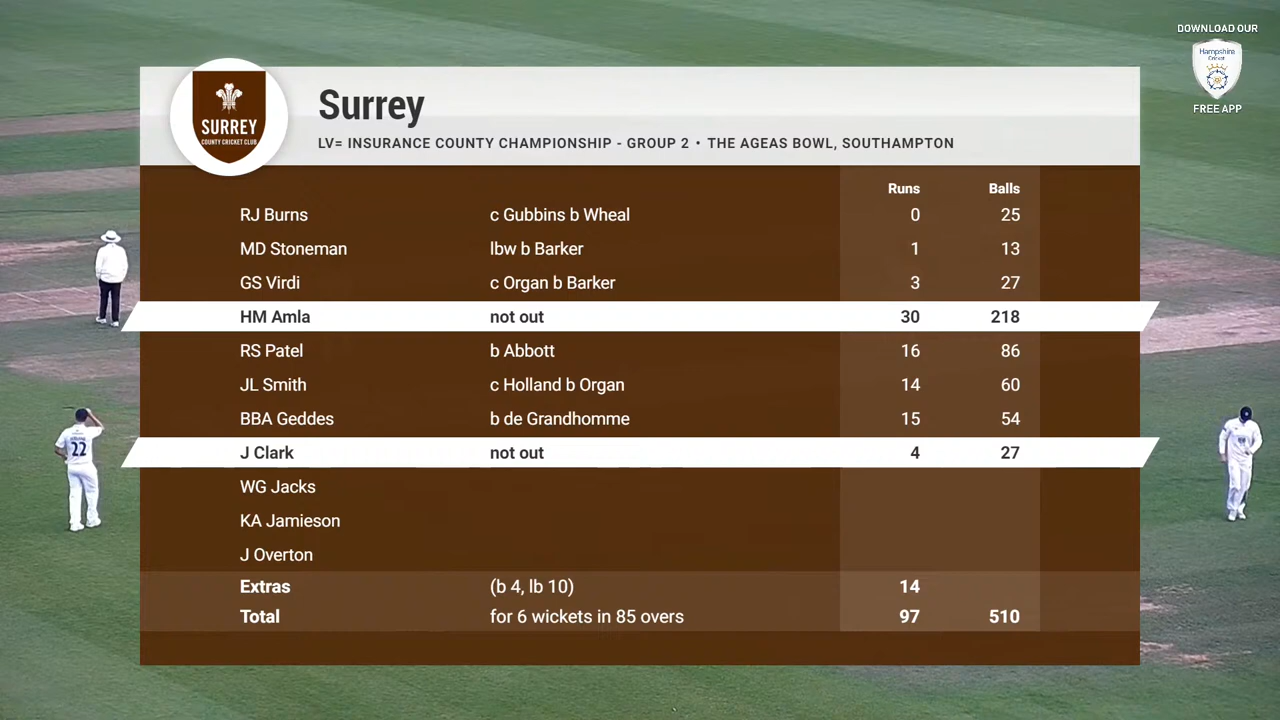 DOWNLOAD OUR
Hampshire
Cricket
FREE APP
SURREY
COUNTY CRICKET CLUB
Surrey
LV= INSURANCE COUNTY CHAMPIONSHIP - GROUP 2 • THE AGEAS BOWL, SOUTHAMPTON
Runs Balls
RJ Burns c Gubbins b Wheal 0 25
MD Stoneman lbw b Barker 1 13
GS Virdi c Organ b Barker 3 27
HM Amla not out 30 218
RS Patel b Abbott 16 86
JL Smith c Holland b Organ 14 60
BBA Geddes b de Grandhomme 15 54
J Clark not out 4 27
WG Jacks
KA Jamieson
J Overton
Extras (b 4, lb 10) 14
Total for 6 wickets in 85 overs 97 510
22